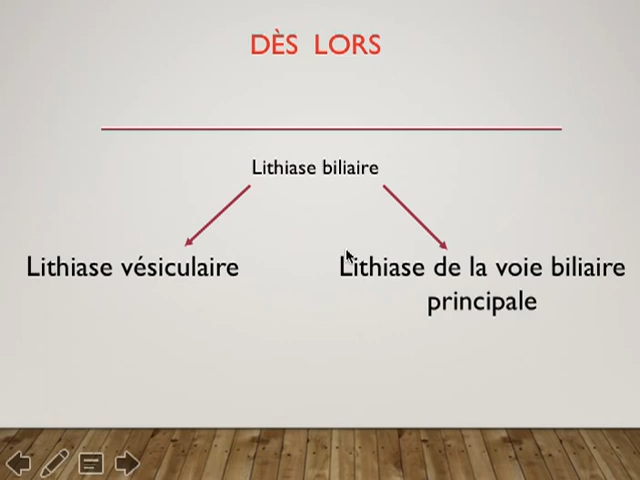 DÈS LORS
Lithiase biliaire
Lithiase vésiculaire
Lithiase de la voie biliaire
principale